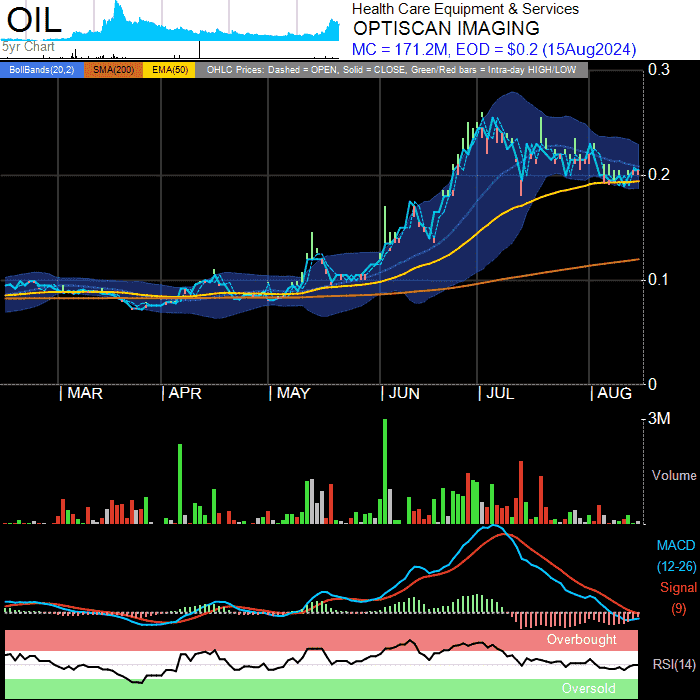 OIL
5yr Chart
Health Care Equipment & Services
OPTISCAN IMAGING
MC = 171.2M, EOD = $0.2 (15Aug2024)
BollBands(20,2) SMA(200) EMA(50) OHLC Prices: Dashed = OPEN, Solid = CLOSE, Green/Red bars = Intra-day HIGH/LOW
0.3
0.2
0.1
0
| MAR | APR | MAY | JUN | JUL | AUG
3M
Volume
MACD
(12-26)
Signal
(9)
Overbought
RSI(14)
Oversold